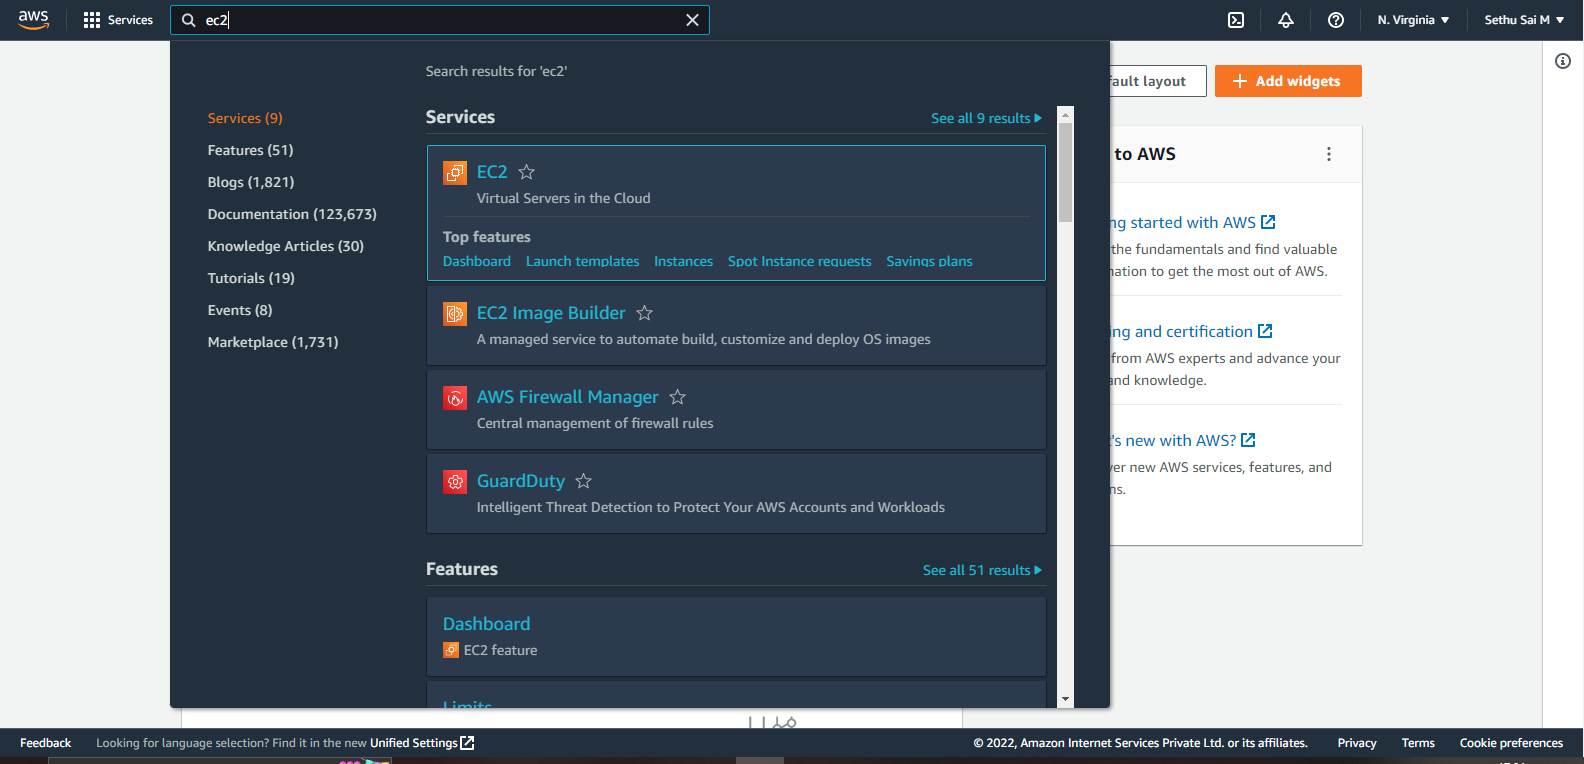 aws
Services
ec2
N. Virginia
Sethu Sai M
Search results for 'ec2'
Services (9)
Features (51)
Blogs (1,821)
Documentation (123,673)
Knowledge Articles (30)
Tutorials (19)
Events (8)
Marketplace (1,731)
Services
See all 9 results
EC2
Virtual Servers in the Cloud
Top features
Dashboard Launch templates Instances Spot Instance requests Savings plans
EC2 Image Builder
A managed service to automate build, customize and deploy OS images
AWS Firewall Manager
Central management of firewall rules
GuardDuty
Intelligent Threat Detection to Protect Your AWS Accounts and Workloads
Features
See all 51 results
Dashboard
EC2 feature
Limits
fault layout
Add widgets
to AWS
ng started with AWS
the fundamentals and find valuable
nation to get the most out of AWS.
ing and certification
from AWS experts and advance your
and knowledge.
t's new with AWS?
ver new AWS services, features, and
ns.
Feedback
Looking for language selection? Find it in the new Unified Settings
© 2022, Amazon Internet Services Private Ltd. or its affiliates.
Privacy
Terms
Cookie preferences